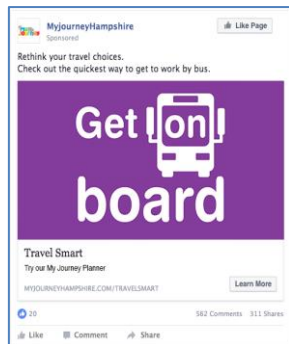 MyjourneyHampshire
Like Page
Sponsored
Rethink your travel choices.
Check out the quickest way to get to work by bus.
Get on
board
Travel Smart
Try our My Journey Planner
MYJOURNEYHAMPSHIRE.COM/TRAVELSMART
Learn More
20
562 Comments 311 Shares
Like Comment Share